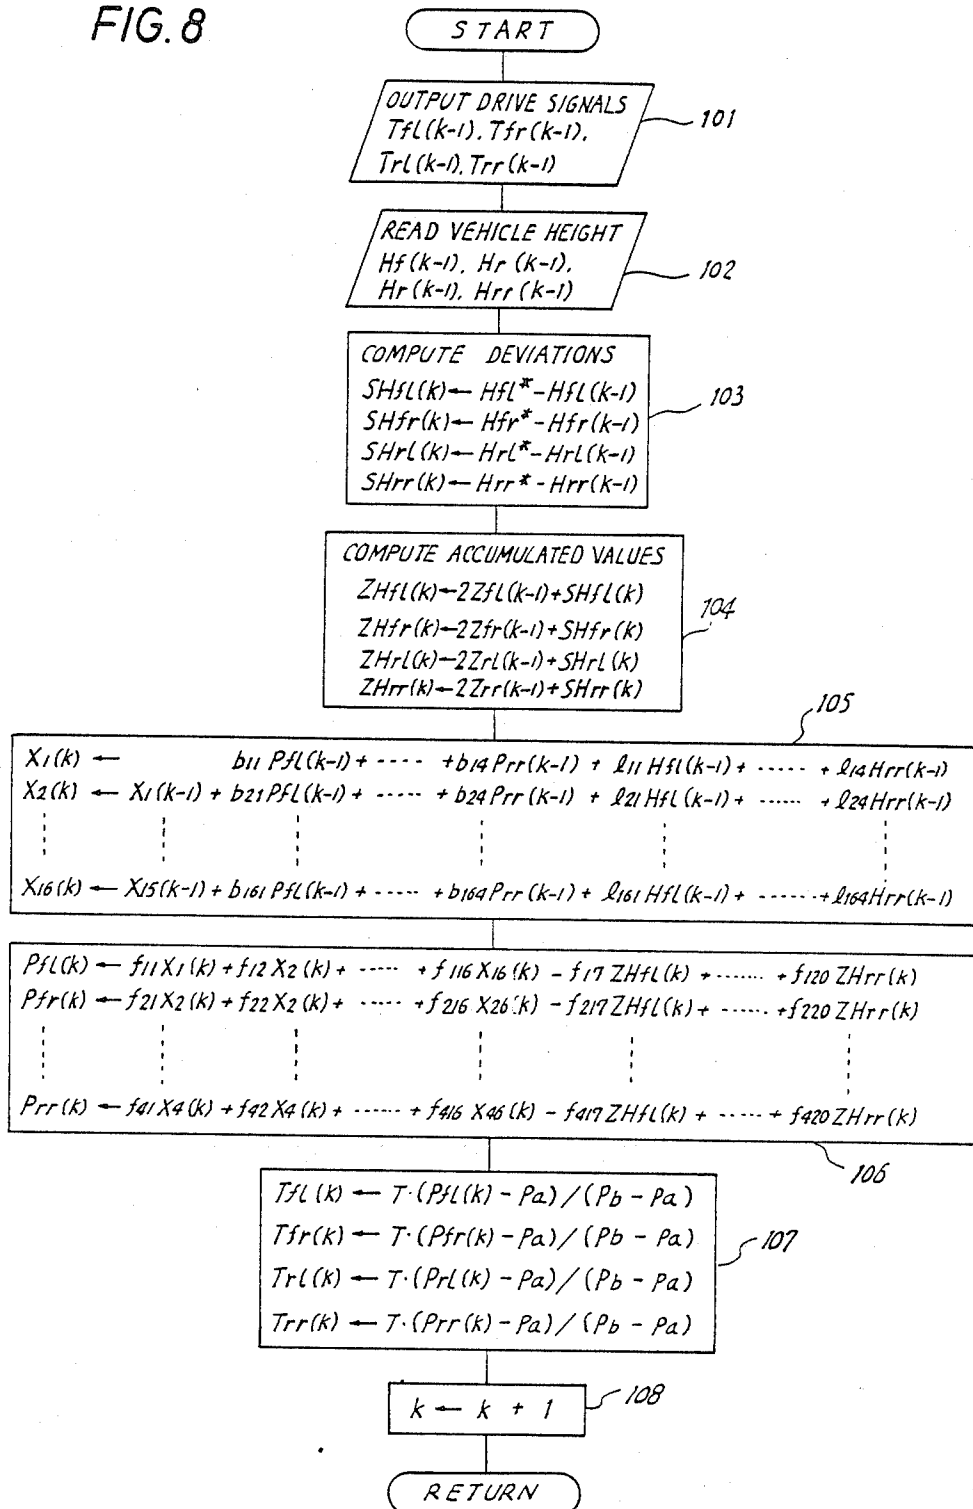 FIG. 8
START
OUTPUT DRIVE SIGNALS
TfL(k-1). Tfr(k-1).
TrL(k-1). Trr(k-1)
101
READ VEHICLE HEIGHT
Hf(k-1). Hr(k-1).
Hr(k-1). Hrr(k-1)
102
COMPUTE DEVIATIONS
SHfL(k) ← HfL* - HfL(k-1)
SHfr(k) ← Hfr* - Hfr(k-1)
SHrL(k) ← HrL* - HrL(k-1)
SHrr(k) ← Hrr* - Hrr(k-1)
103
COMPUTE ACCUMULATED VALUES
ZHfL(k) ← 2ZfL(k-1) + SHfL(k)
ZHfr(k) ← 2Zfr(k-1) + SHfr(k)
ZHrL(k) ← 2ZrL(k-1) + SHrL(k)
ZHrr(k) ← 2Zrr(k-1) + SHrr(k)
104
105
X1(k) ← b11 PfL(k-1) + ····· + b14 Prr(k-1) + l11 HfL(k-1) + ······ + l14 Hrr(k-1)
X2(k) ← X1(k-1) + b21 PfL(k-1) + ····· + b24 Prr(k-1) + l21 HfL(k-1) + ······ + l24 Hrr(k-1)
X16(k) ← X15(k-1) + b161 PfL(k-1) + ····· + b164 Prr(k-1) + l161 HfL(k-1) + ······ + l164 Hrr(k-1)
PfL(k) ← f11 X1(k) + f12 X2(k) + ····· + f116 X16(k) - f117 ZHfL(k) + ······ + f120 ZHrr(k)
Pfr(k) ← f21 X2(k) + f22 X2(k) + ····· + f216 X26(k) - f217 ZHfL(k) + ······ + f220 ZHrr(k)
Prr(k) ← f41 X4(k) + f42 X4(k) + ······ + f416 X46(k) - f417 ZHfL(k) + ····· + f420 ZHrr(k)
106
TfL(k) ← T·(PfL(k) - Pa)/(Pb - Pa)
Tfr(k) ← T·(Pfr(k) - Pa)/(Pb - Pa)
TrL(k) ← T·(PrL(k) - Pa)/(Pb - Pa)
Trr(k) ← T·(Prr(k) - Pa)/(Pb - Pa)
107
k ← k + 1
108
RETURN